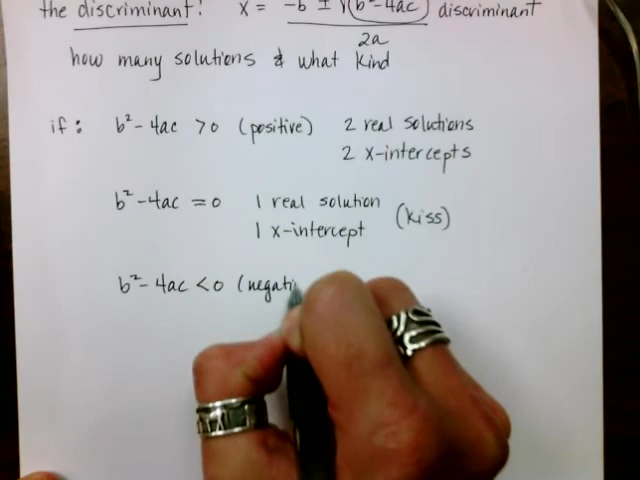 the discriminant! x = -b ± √(b²-4ac) discriminant
2a
how many solutions & what kind
if: b²-4ac >0 (positive) 2 real solutions
2 x-intercepts
b²-4ac = 0 1 real solution
1 x-intercept (kiss)
b²-4ac <0 (negati